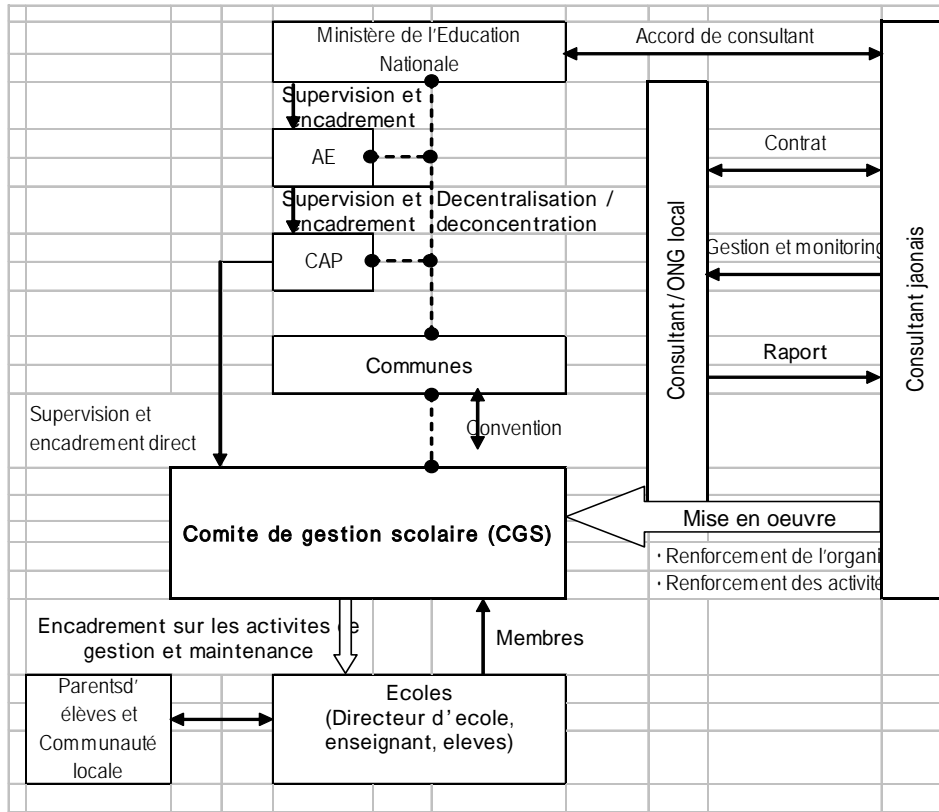 Ministère de l'Education
Nationale
Accord de consultant
Supervision et
encadrement
AE
Contrat
Supervision et
encadrement
Decentralisation /
deconcentration
CAP
Gestion et monitoring
Consultant/ONG local
Consultant jaonais
Communes
Raport
Supervision et
encadrement direct
Convention
Comite de gestion scolaire (CGS)
Mise en oeuvre
・Renforcement de l'organi
・Renforcement des activité
Encadrement sur les activites de
gestion et maintenance
Membres
Parentsd'
élèves et
Communauté
locale
Ecoles
(Directeur d'ecole,
enseignant, eleves)